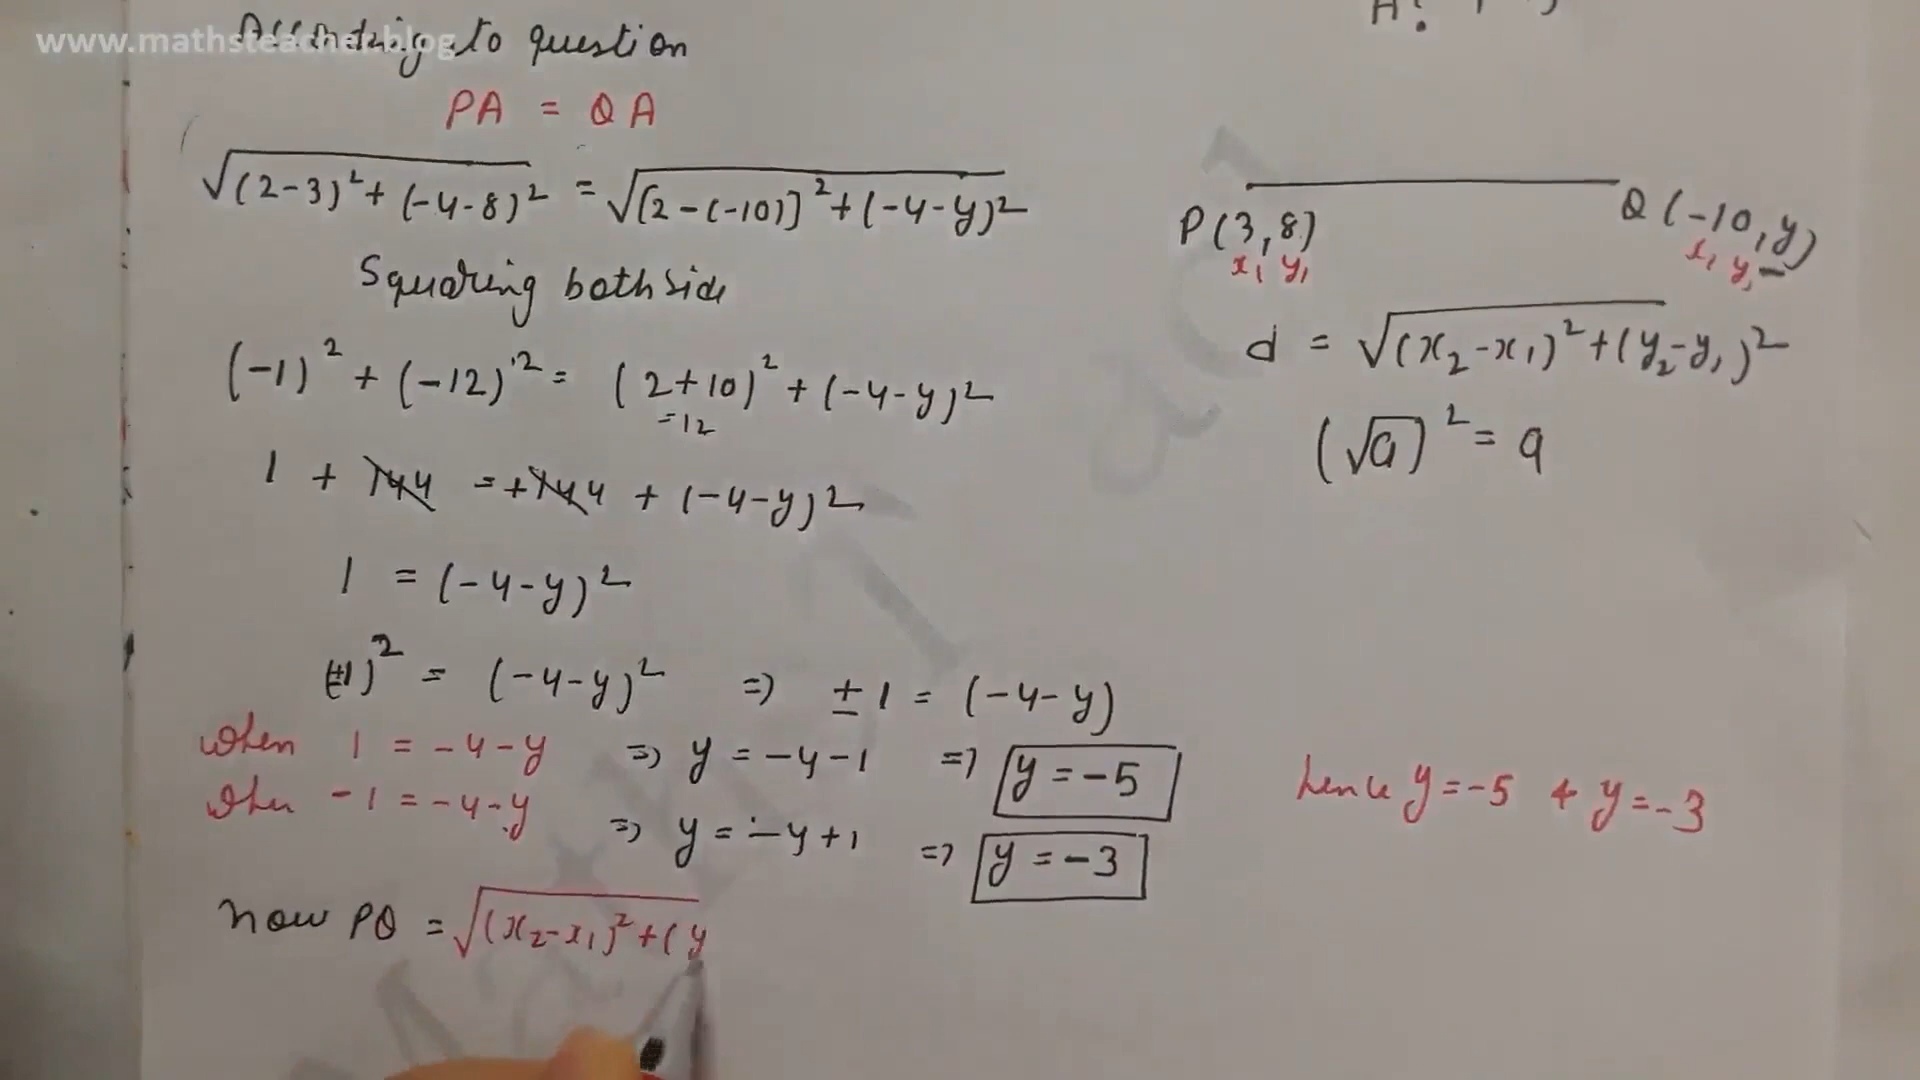 www.mathsteacher.blog
According to question
PA = QA
√(2-3)²+(-4-8)² = √[2-(-10)]²+(-4-y)²
Squaring both side
(-1)² + (-12)² = (2+10)² + (-4-y)²
=12
1 + 144 = +144 + (-4-y)²
1 = (-4-y)²
(±1)² = (-4-y)² => ±1 = (-4-y)
when 1 = -4-y => y = -4-1 => y = -5
when -1 = -4-y => y = -4+1 => y = -3
hence y = -5 & y = -3
Now PQ = √(x₂-x₁)²+(y
P(3,8) Q(-10,y)
x₁ y₁
d = √(x₂-x₁)²+(y₂-y₁)²
(√a)² = a